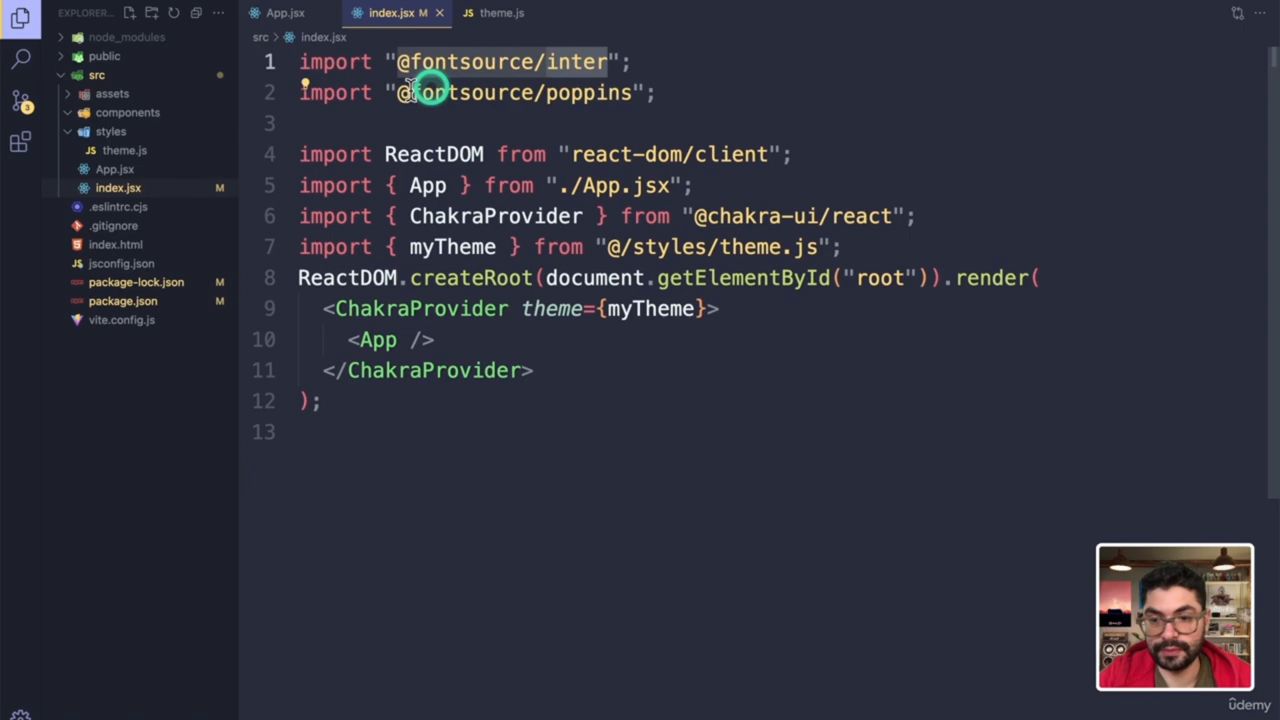 EXPLORER...
App.jsx
index.jsx M
JS theme.js
node_modules
public
src
assets
components
styles
JS theme.js
App.jsx
index.jsx M
.eslintrc.cjs
.gitignore
index.html
jsconfig.json
package-lock.json M
package.json M
vite.config.js
3
src > index.jsx
1 import "@fontsource/inter";
2 import "@fontsource/poppins";
3
4 import ReactDOM from "react-dom/client";
5 import { App } from "./App.jsx";
6 import { ChakraProvider } from "@chakra-ui/react";
7 import { myTheme } from "@/styles/theme.js";
8 ReactDOM.createRoot(document.getElementById("root")).render(
9 <ChakraProvider theme={myTheme}>
10 <App />
11 </ChakraProvider>
12 );
13
ûdemy